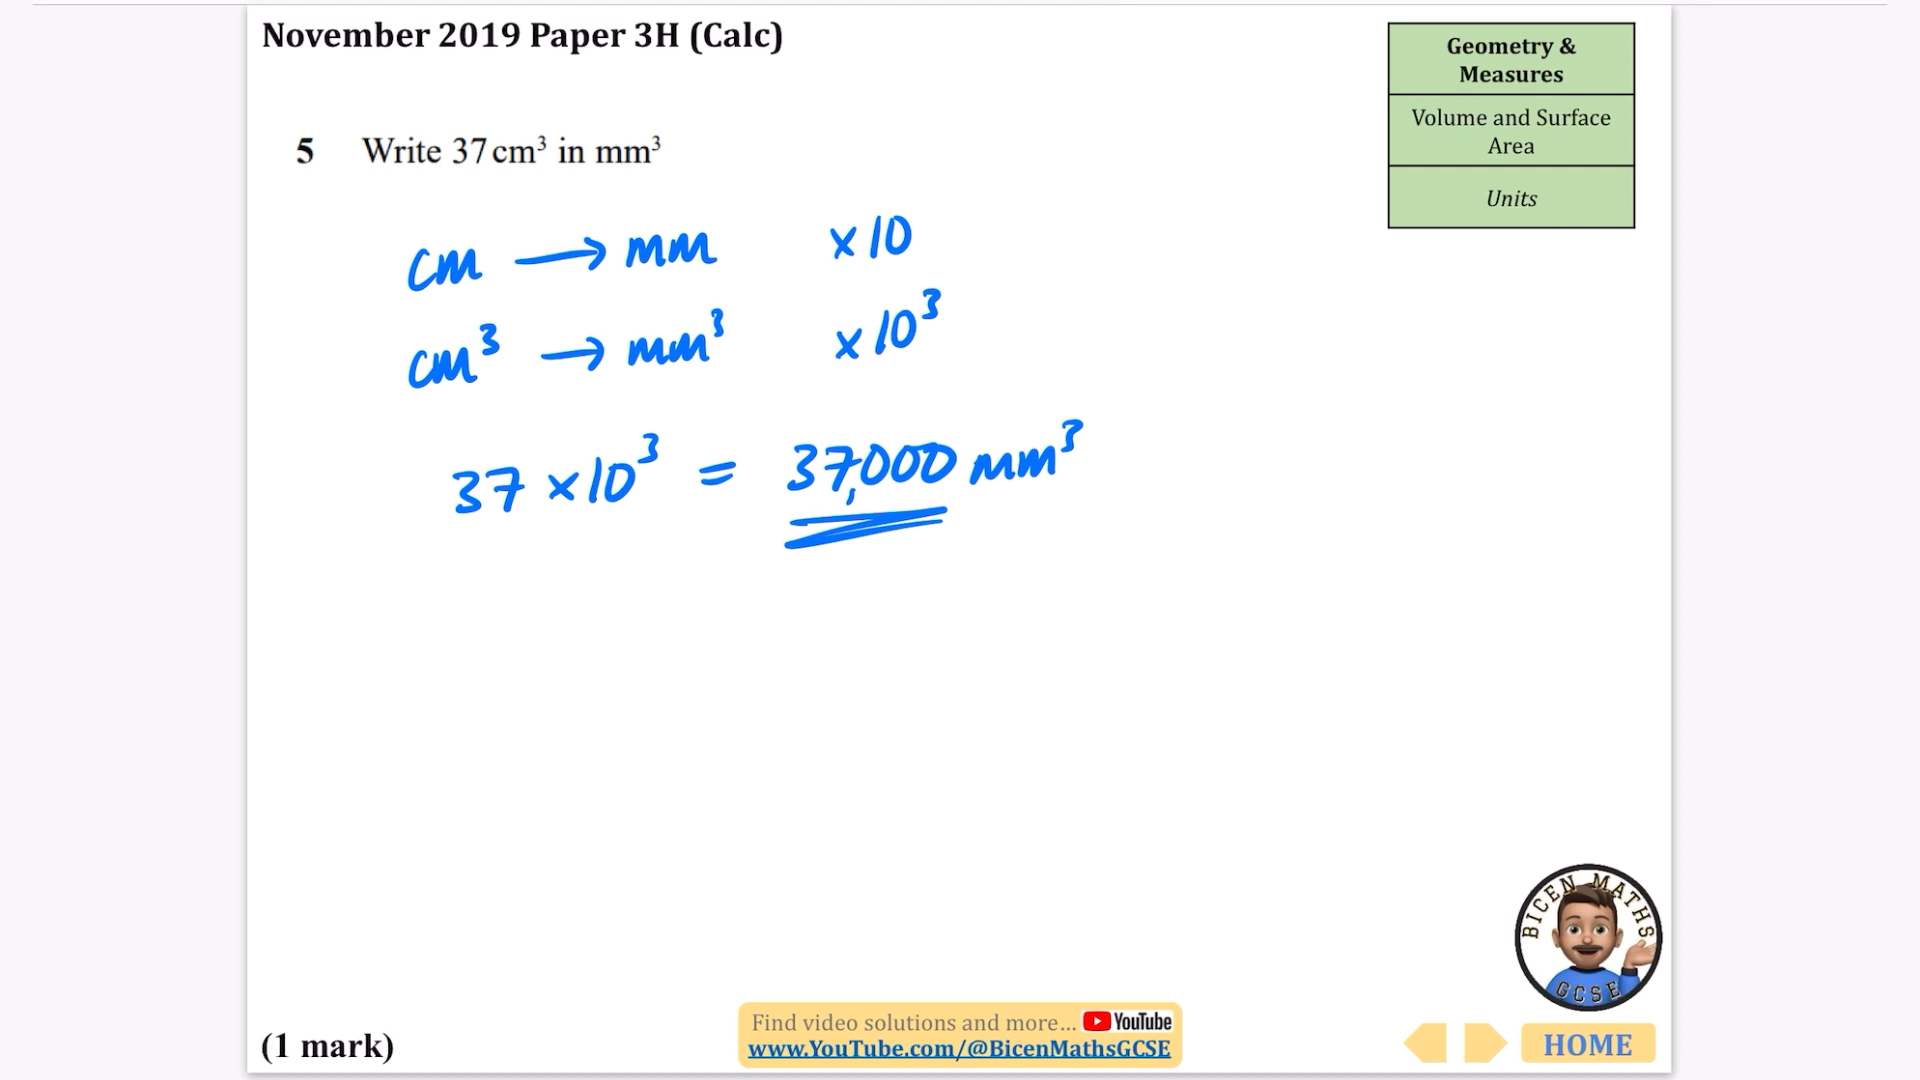 November 2019 Paper 3H (Calc)
Geometry &
Measures
Volume and Surface
Area
Units
5 Write 37 cm³ in mm³
cm → mm ×10
cm³ → mm³ ×10³
37 ×10³ = 37,000 mm³
BICEN MATHS
GCSE
(1 mark)
Find video solutions and more... YouTube
www.YouTube.com/@BicenMathsGCSE
HOME